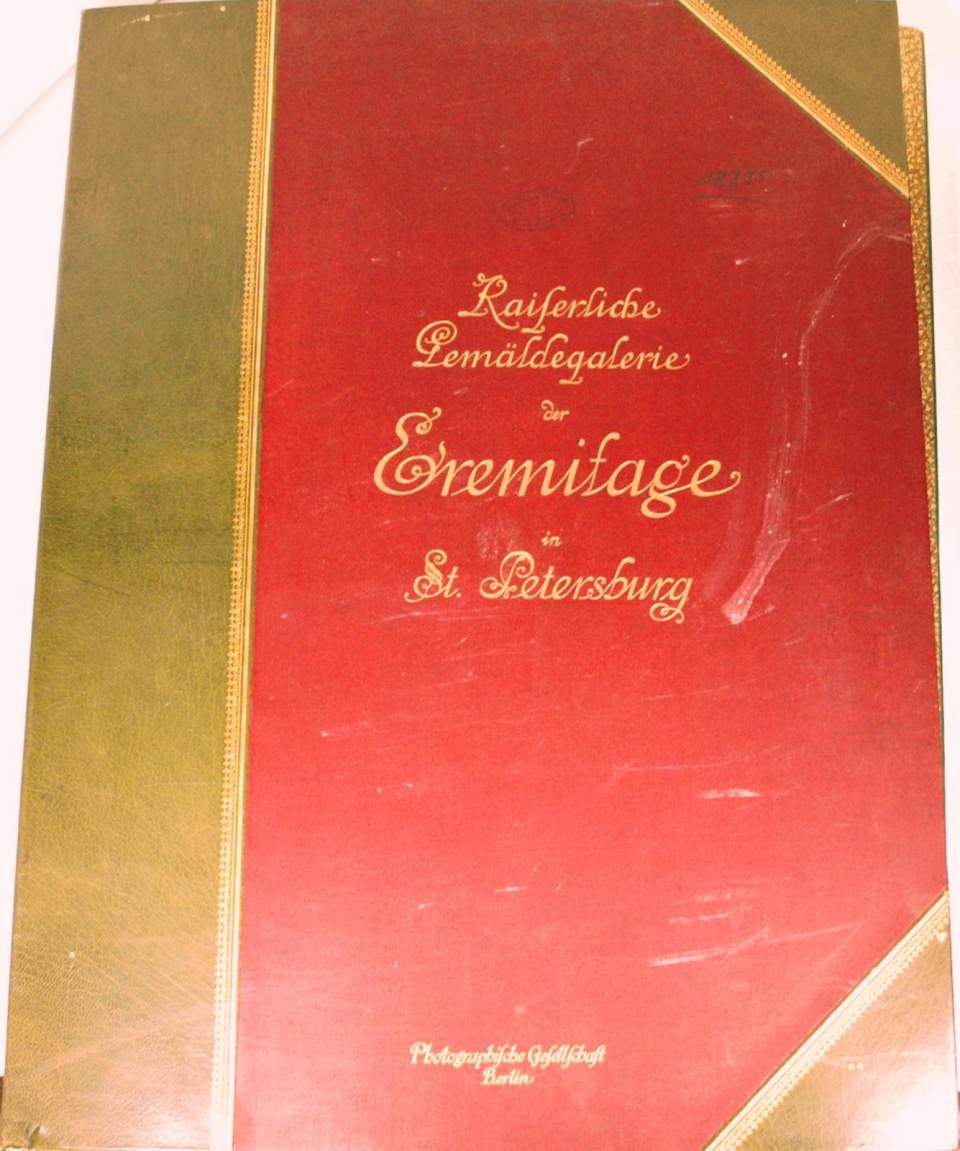 Kaiſerliche
Gemäldegalerie
der
Eremitage
in
St. Petersburg
Photographiſche Geſellſchaft
Berlin